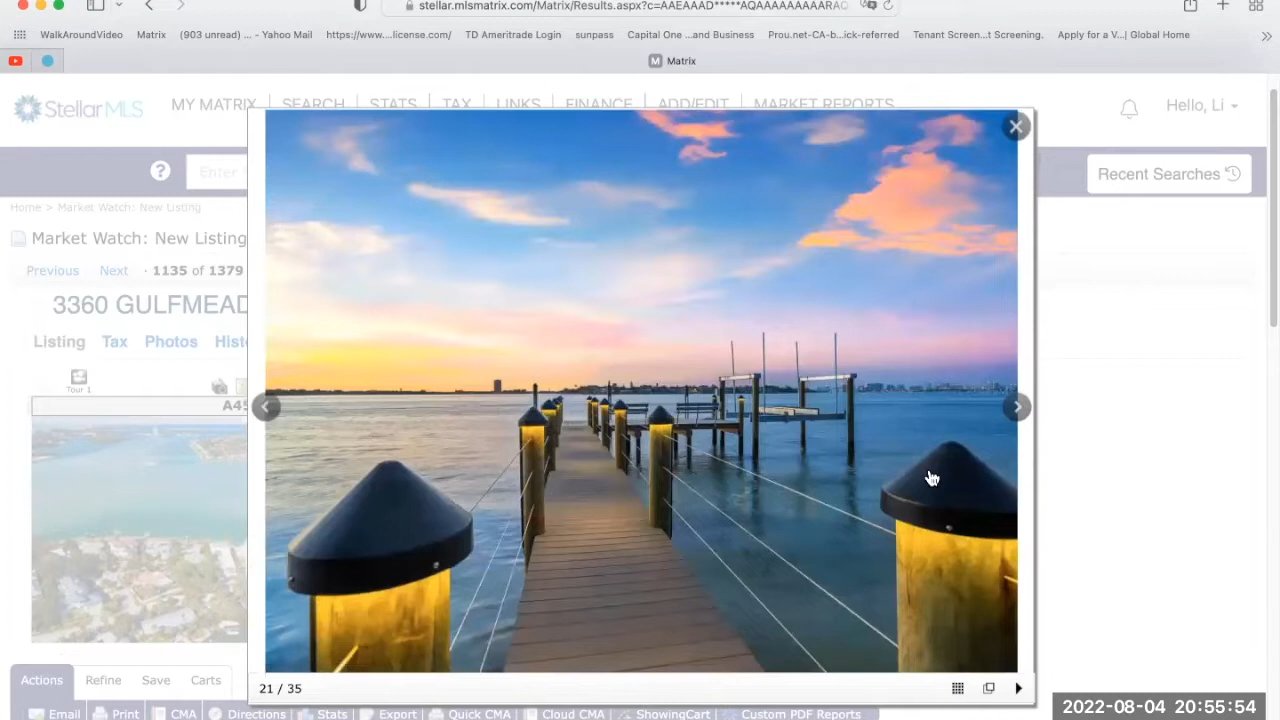 stellar.mlsmatrix.com/Matrix/Results.aspx?c=AAEAAAD*****AQAAAAAAAAARAQ
WalkAroundVideo Matrix (903 unread) ... - Yahoo Mail https://www....license.com/ TD Ameritrade Login sunpass Capital One ...and Business Prou.net-CA-b...ick-referred Tenant Screen...t Screening. Apply for a V...| Global Home
M Matrix
StellarMLS MY MATRIX SEARCH STATS TAX LINKS FINANCE ADD/EDIT MARKET REPORTS Hello, Li
? Enter Recent Searches
Home > Market Watch: New Listing
Market Watch: New Listing
Previous Next · 1135 of 1379
3360 GULFMEAD
Listing Tax Photos Hist
Tour 1
A45
21 / 35
Actions Refine Save Carts
Email Print CMA Directions Stats Export Quick CMA Cloud CMA ShowingCart Custom PDF Reports
2022-08-04 20:55:54